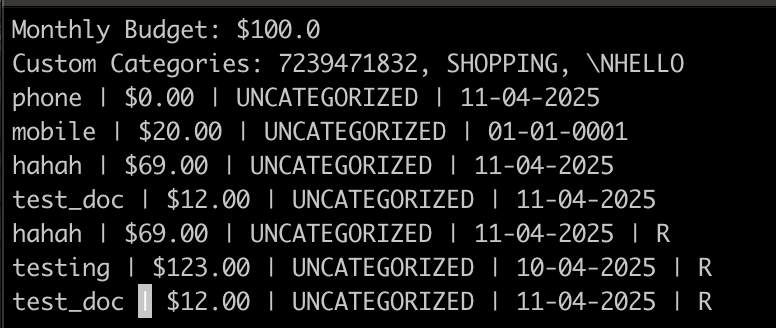 Monthly Budget: $100.0
Custom Categories: 7239471832, SHOPPING, \NHELLO
phone | $0.00 | UNCATEGORIZED | 11-04-2025
mobile | $20.00 | UNCATEGORIZED | 01-01-0001
hahah | $69.00 | UNCATEGORIZED | 11-04-2025
test_doc | $12.00 | UNCATEGORIZED | 11-04-2025
hahah | $69.00 | UNCATEGORIZED | 11-04-2025 | R
testing | $123.00 | UNCATEGORIZED | 10-04-2025 | R
test_doc | $12.00 | UNCATEGORIZED | 11-04-2025 | R